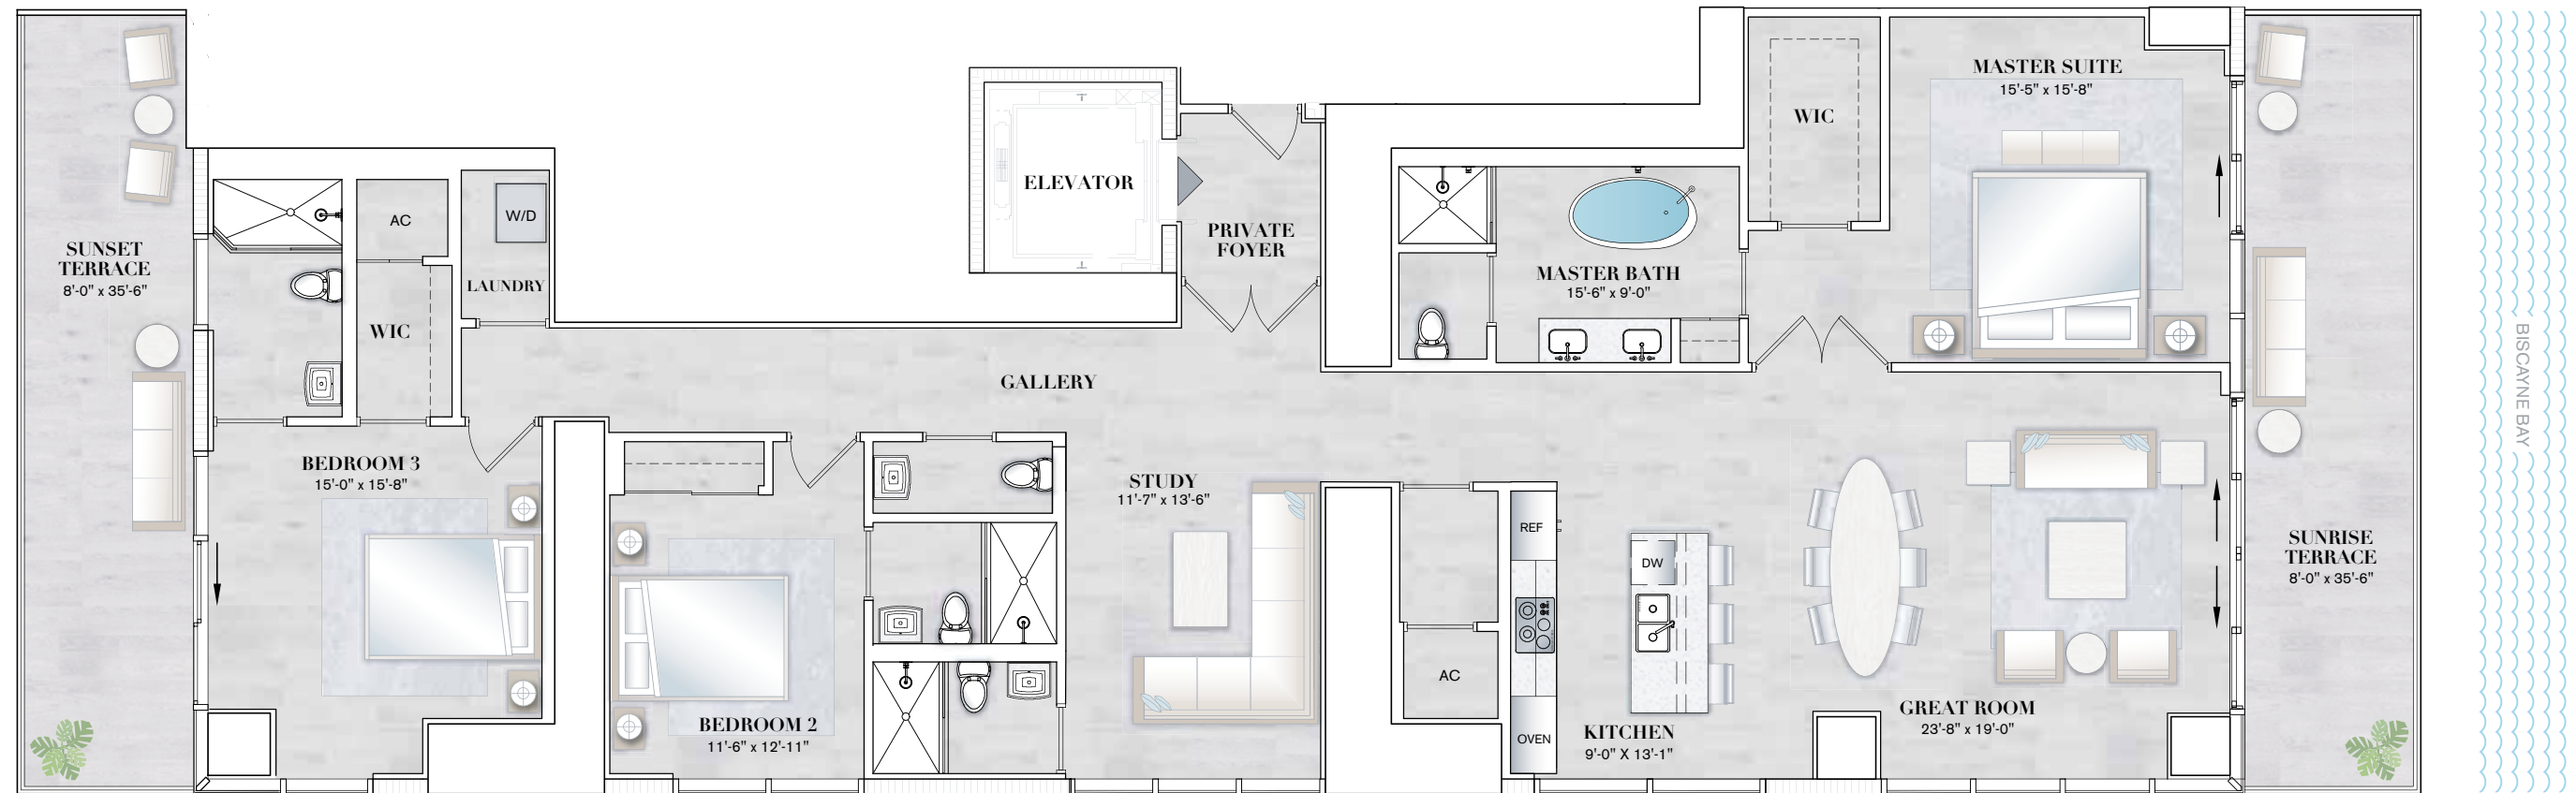 SUNSET
TERRACE
8'-0" x 35'-6"
AC
W/D
LAUNDRY
WIC
BEDROOM 3
15'-0" x 15'-8"
ELEVATOR
PRIVATE
FOYER
GALLERY
BEDROOM 2
11'-6" x 12'-11"
STUDY
11'-7" x 13'-6"
MASTER BATH
15'-6" x 9'-0"
WIC
MASTER SUITE
15'-5" x 15'-8"
AC
REF
DW
OVEN
KITCHEN
9'-0" X 13'-1"
GREAT ROOM
23'-8" x 19'-0"
SUNRISE
TERRACE
8'-0" x 35'-6"
BISCAYNE BAY